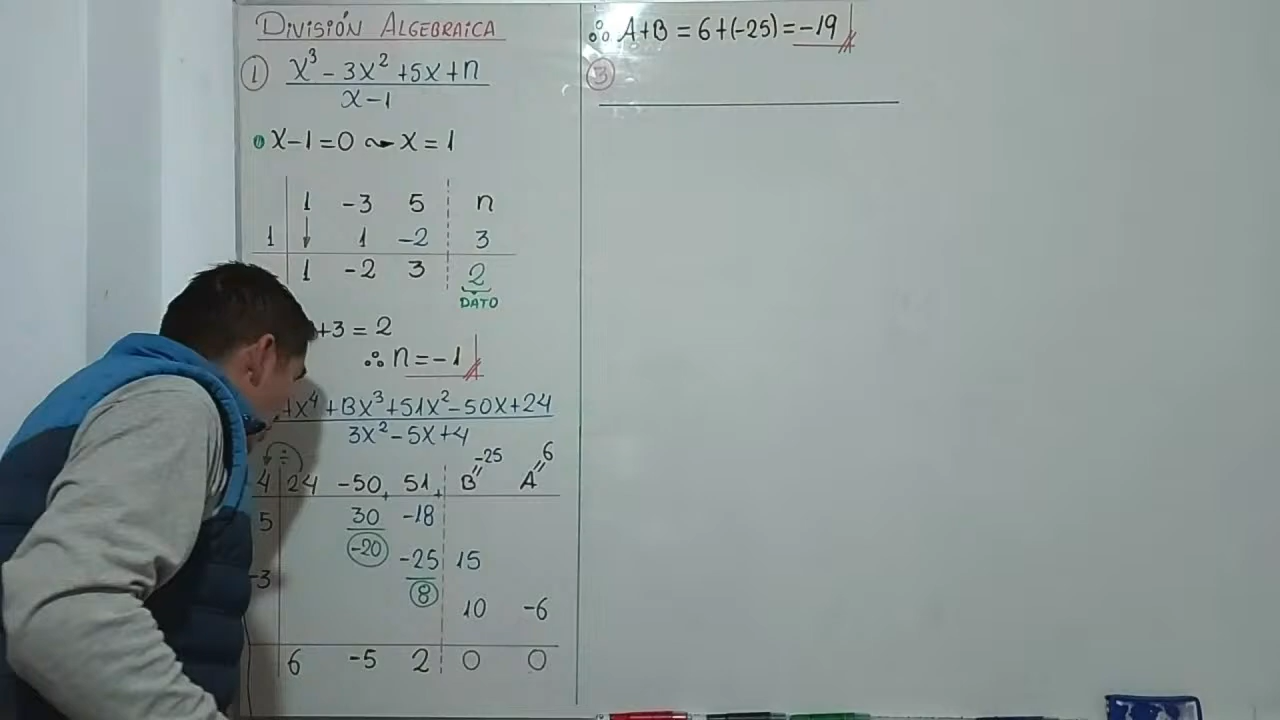 DIVISIÓN ALGEBRAICA
① x³ - 3x² + 5x + n
x - 1
x - 1 = 0 ⤳ x = 1
1 -3 5 n
1 ↓ 1 -2 3
1 -2 3 2
DATO
+3 = 2
∴ n = -1
x⁴ + Bx³ + 51x² - 50x + 24
3x² - 5x + 4
÷ -25 6
4 24 -50 51 B A
5 30 -18
-20 -25 15
-3 8
10 -6
6 -5 2 0 0
∴ A + B = 6 + (-25) = -19
③